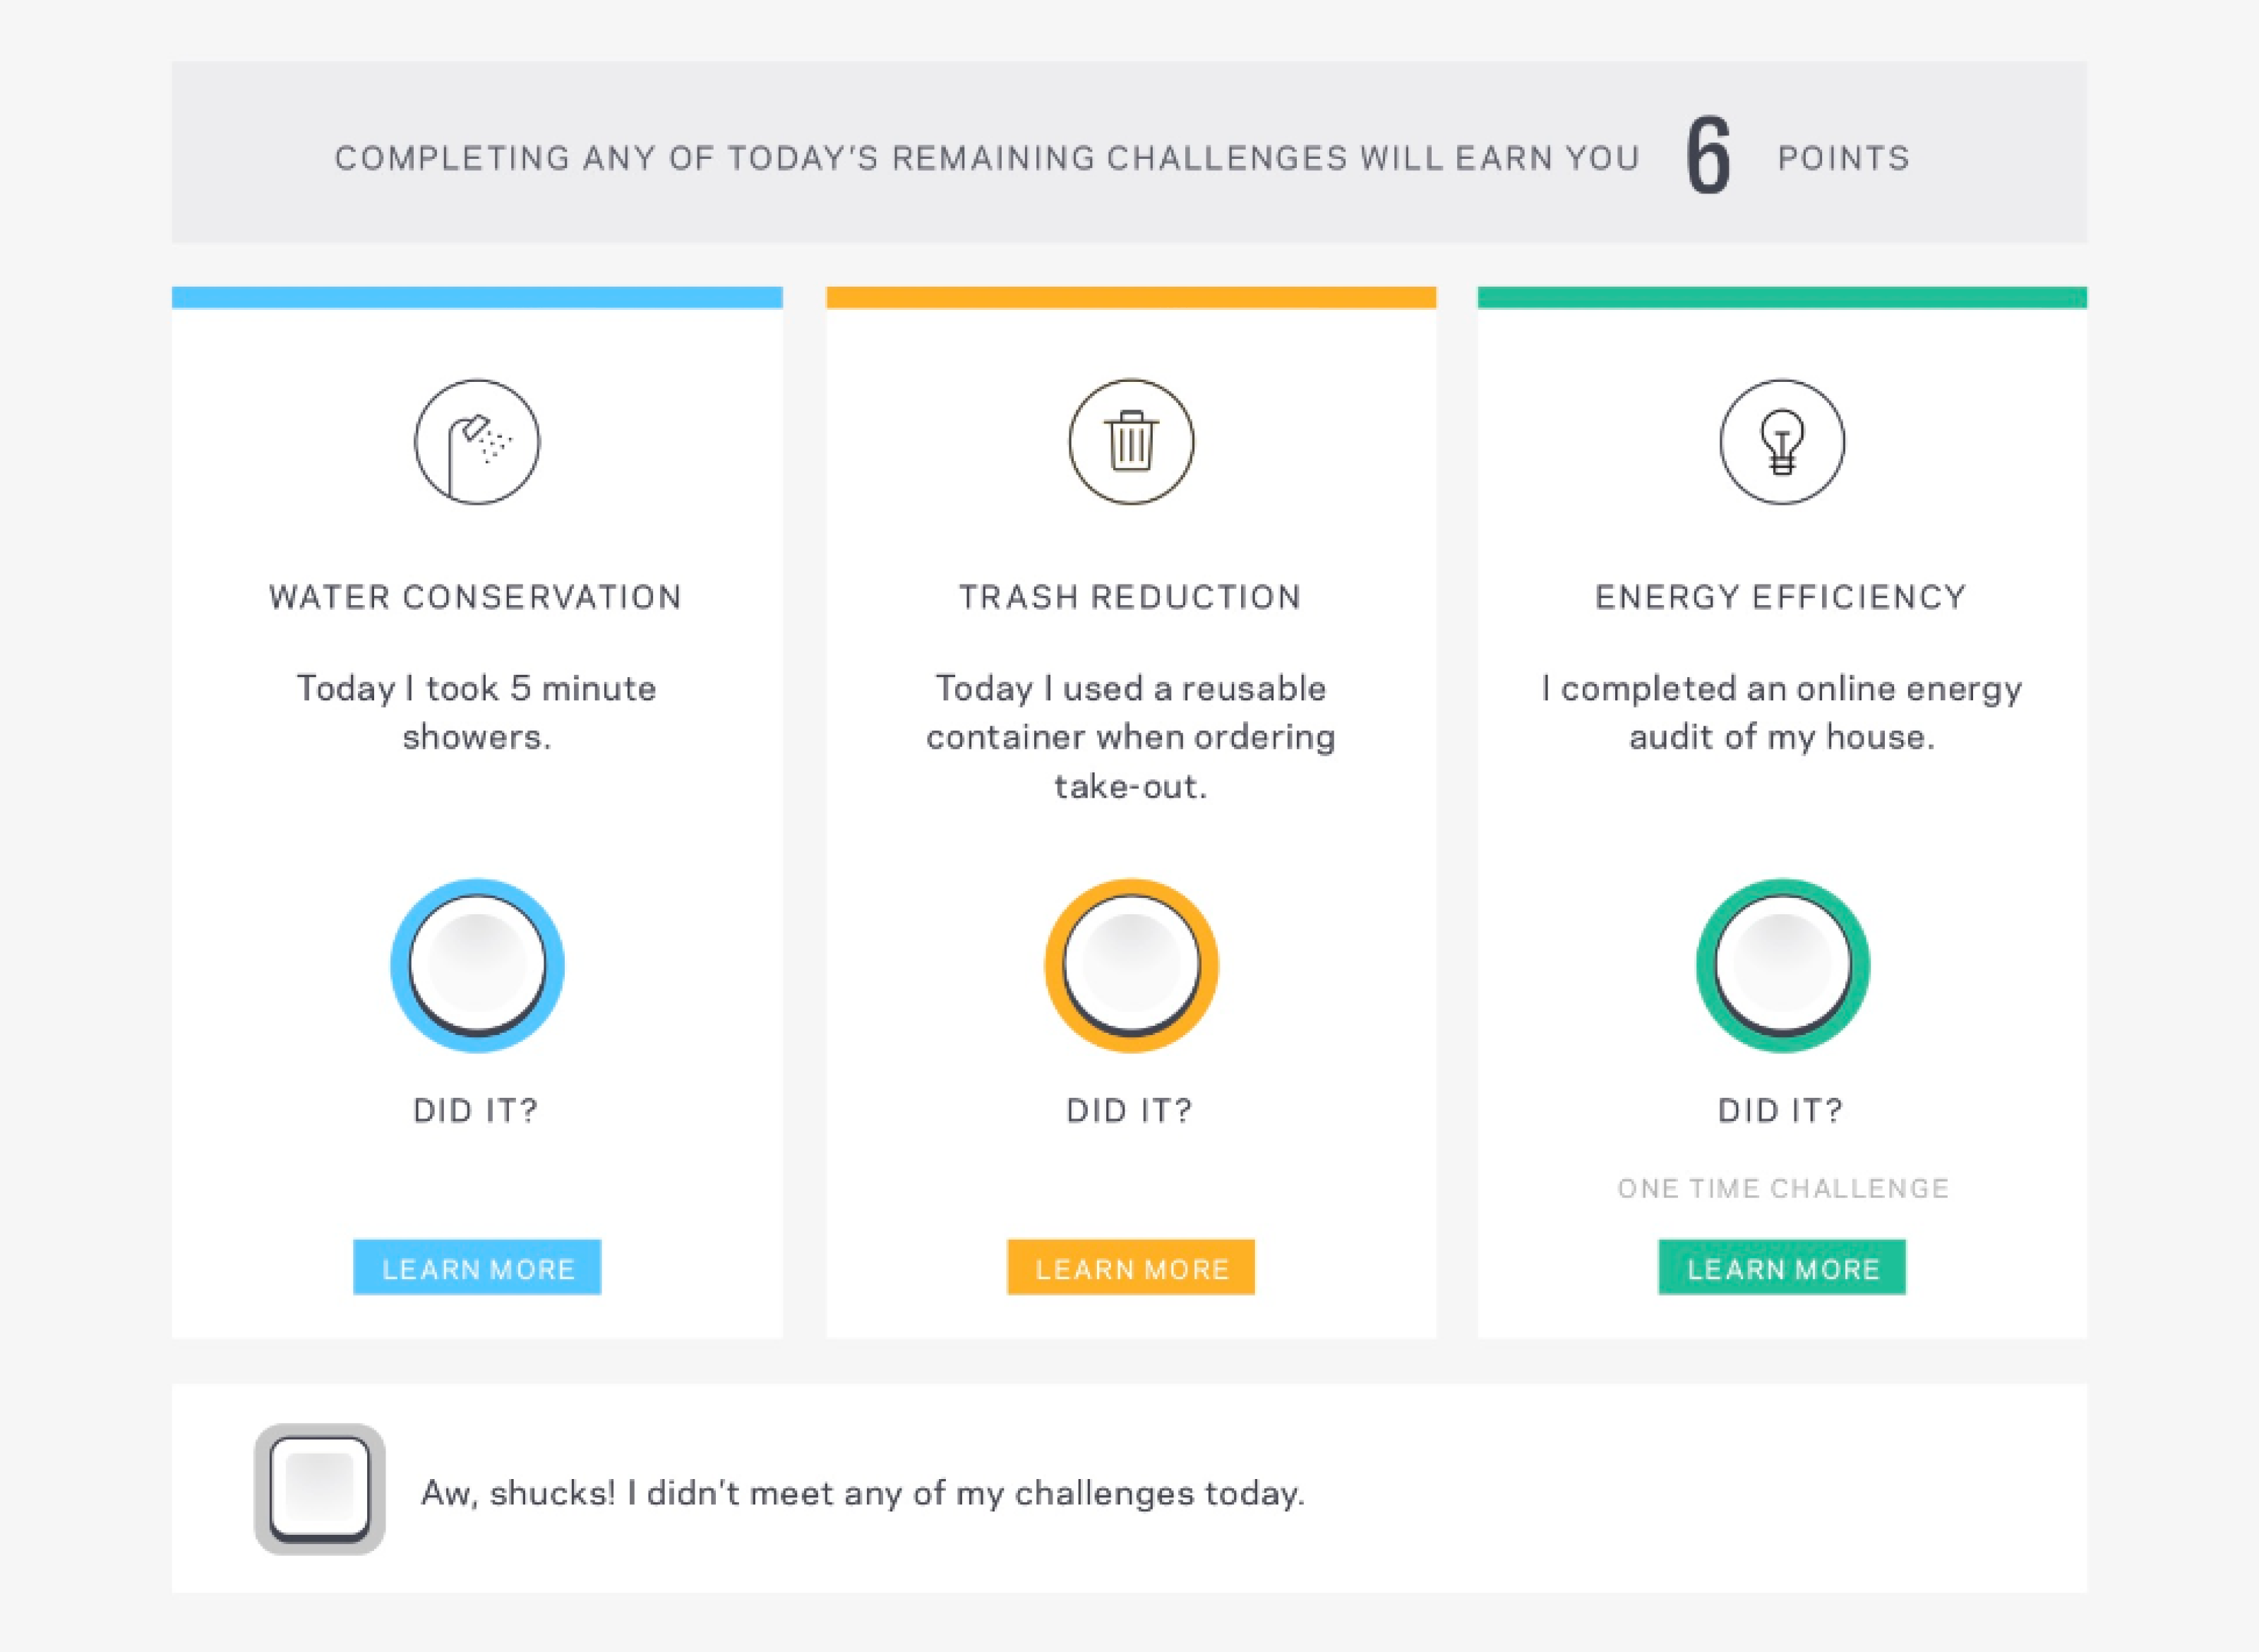 COMPLETING ANY OF TODAY'S REMAINING CHALLENGES WILL EARN YOU 6 POINTS
WATER CONSERVATION
Today I took 5 minute
showers.
DID IT?
LEARN MORE
TRASH REDUCTION
Today I used a reusable
container when ordering
take-out.
DID IT?
LEARN MORE
ENERGY EFFICIENCY
I completed an online energy
audit of my house.
DID IT?
ONE TIME CHALLENGE
LEARN MORE
Aw, shucks! I didn't meet any of my challenges today.